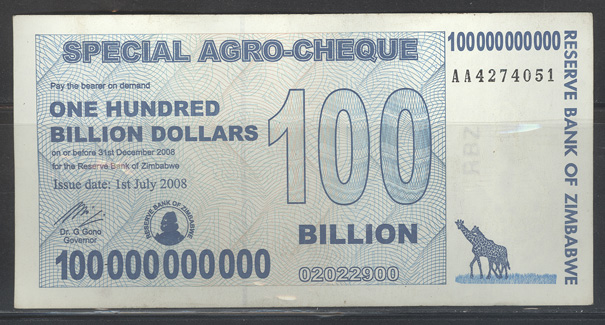 SPECIAL AGRO-CHEQUE
100000000000
AA4274051
Pay the bearer on demand
ONE HUNDRED
BILLION DOLLARS
on or before 31st December 2008
for the Reserve Bank of Zimbabwe
Issue date: 1st July 2008
100
BILLION
Dr. G Gono
Governor
RESERVE BANK OF ZIMBABWE
100000000000
02022900
RESERVE BANK OF ZIMBABWE